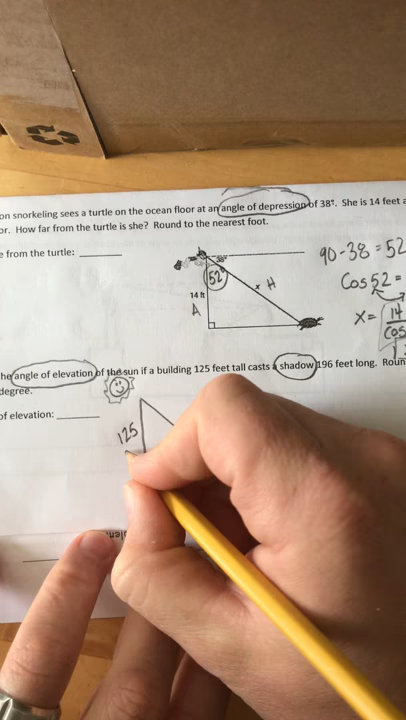 on snorkeling sees a turtle on the ocean floor at an angle of depression of 38°. She is 14 feet a
or. How far from the turtle is she? Round to the nearest foot.
e from the turtle: ________
38°
52°
14 ft
A
x H
90-38=52
Cos 52 =
x= 14
cos
he angle of elevation of the sun if a building 125 feet tall casts a shadow 196 feet long. Roun
degree.
of elevation: ________
125